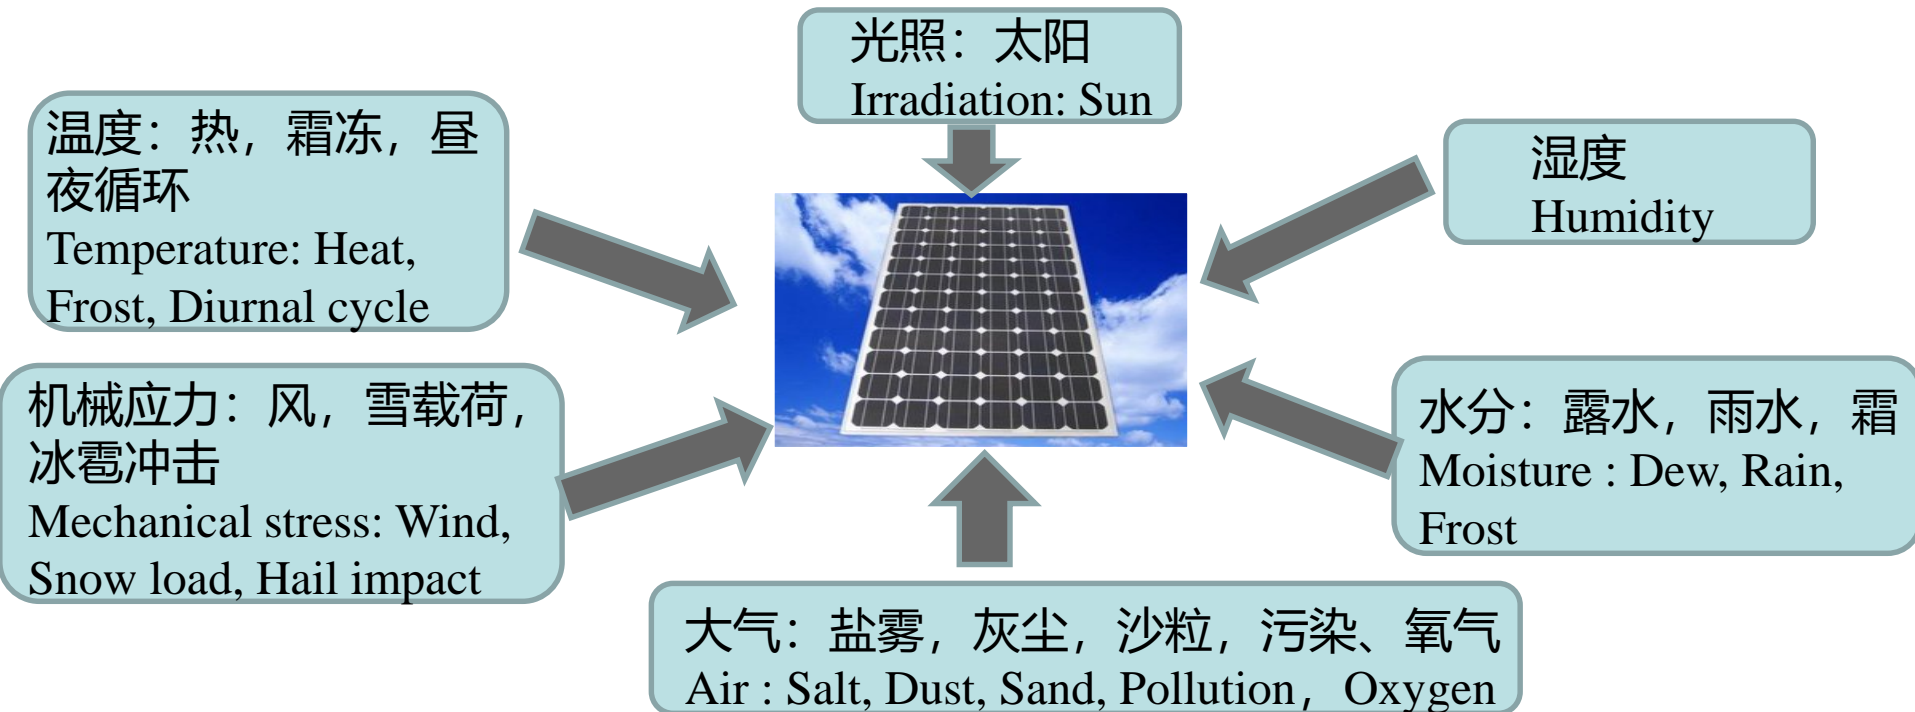 光照：太阳
Irradiation: Sun
温度：热，霜冻，昼
夜循环
Temperature: Heat,
Frost, Diurnal cycle
湿度
Humidity
机械应力：风，雪载荷，
冰雹冲击
Mechanical stress: Wind,
Snow load, Hail impact
水分：露水，雨水，霜
Moisture : Dew, Rain,
Frost
大气：盐雾，灰尘，沙粒，污染、氧气
Air : Salt, Dust, Sand, Pollution，Oxygen